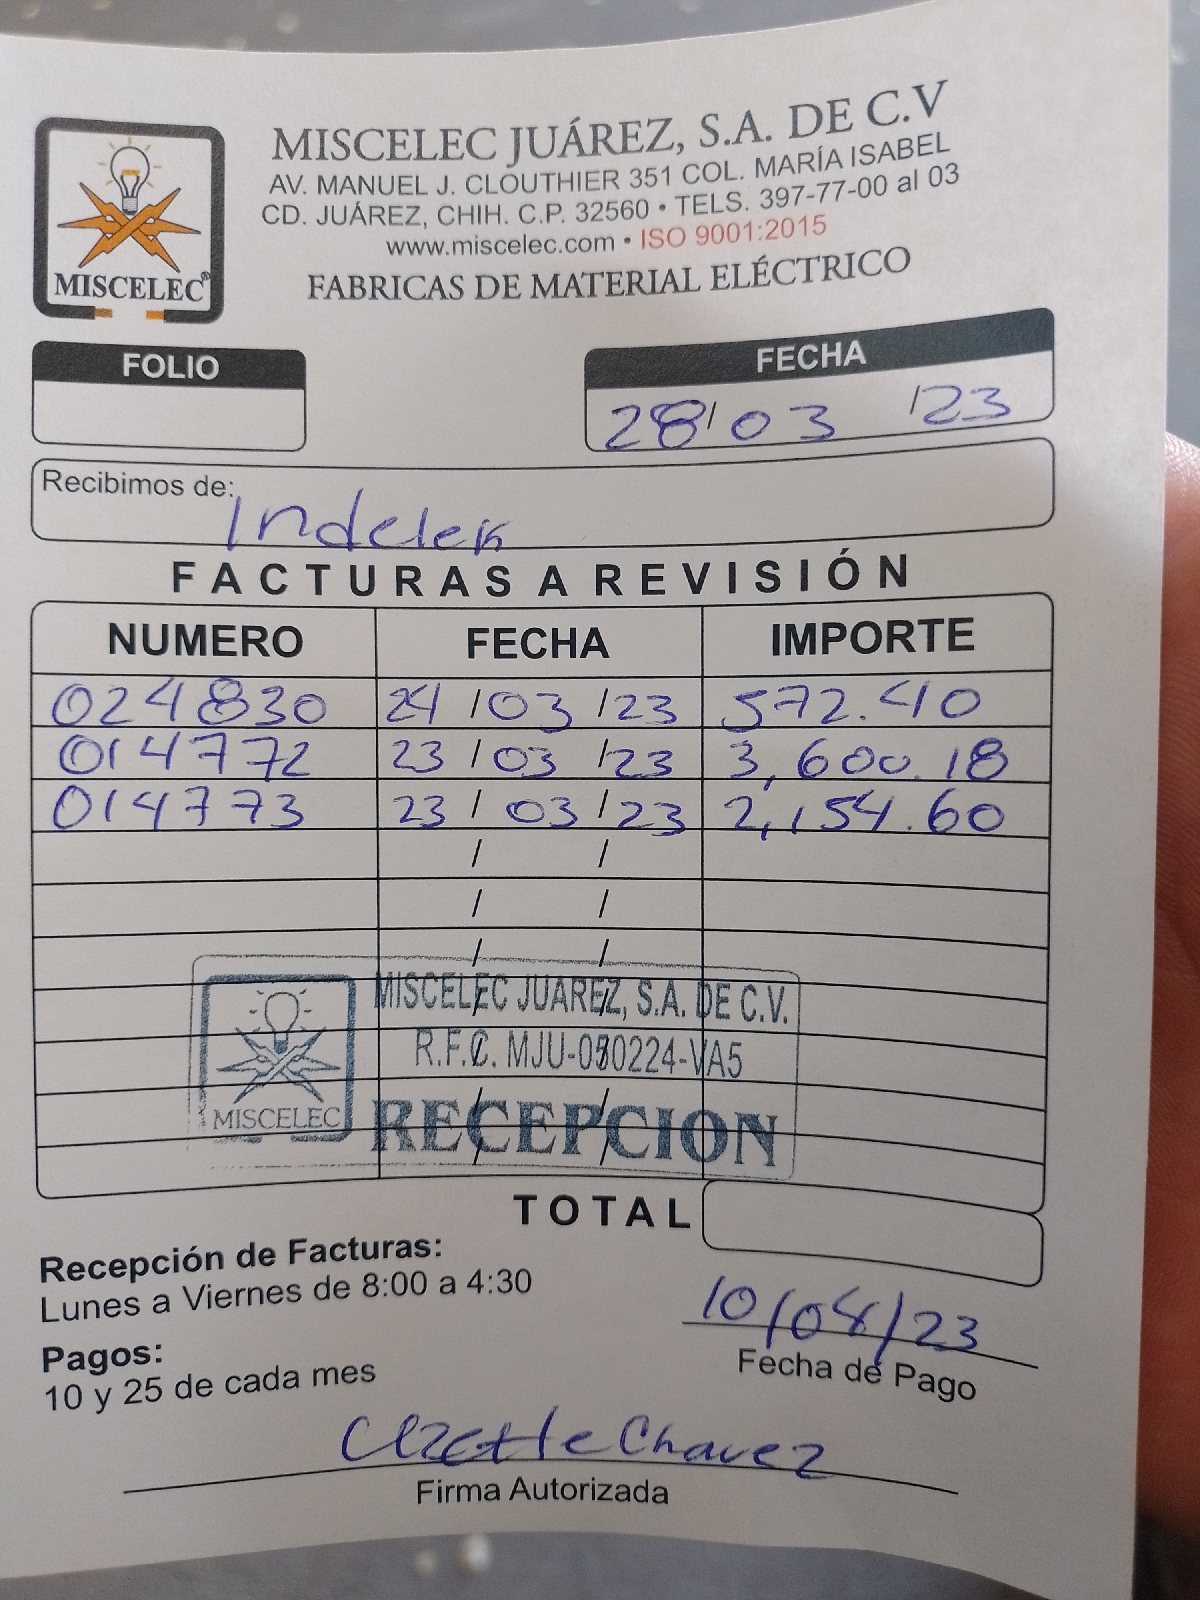 MISCELEC JUÁREZ, S.A. DE C.V
AV. MANUEL J. CLOUTHIER 351 COL. MARÍA ISABEL
CD. JUÁREZ, CHIH. C.P. 32560 • TELS. 397-77-00 al 03
www.miscelec.com • ISO 9001:2015
FABRICAS DE MATERIAL ELÉCTRICO
MISCELEC®
FOLIO
FECHA
28/03/23
Recibimos de: Indelek
FACTURAS A REVISIÓN
NUMERO FECHA IMPORTE
024830 24/03/23 572.40
014772 23/03/23 3,600.18
014773 23/03/23 2,154.60
/ /
/ /
/ /
MISCELEC JUAREZ, S.A. DE C.V.
R.F.C. MJU-050224-VA5
MISCELEC RECEPCION
TOTAL
Recepción de Facturas:
Lunes a Viernes de 8:00 a 4:30
10/04/23
Fecha de Pago
Pagos:
10 y 25 de cada mes
Chavez
Firma Autorizada